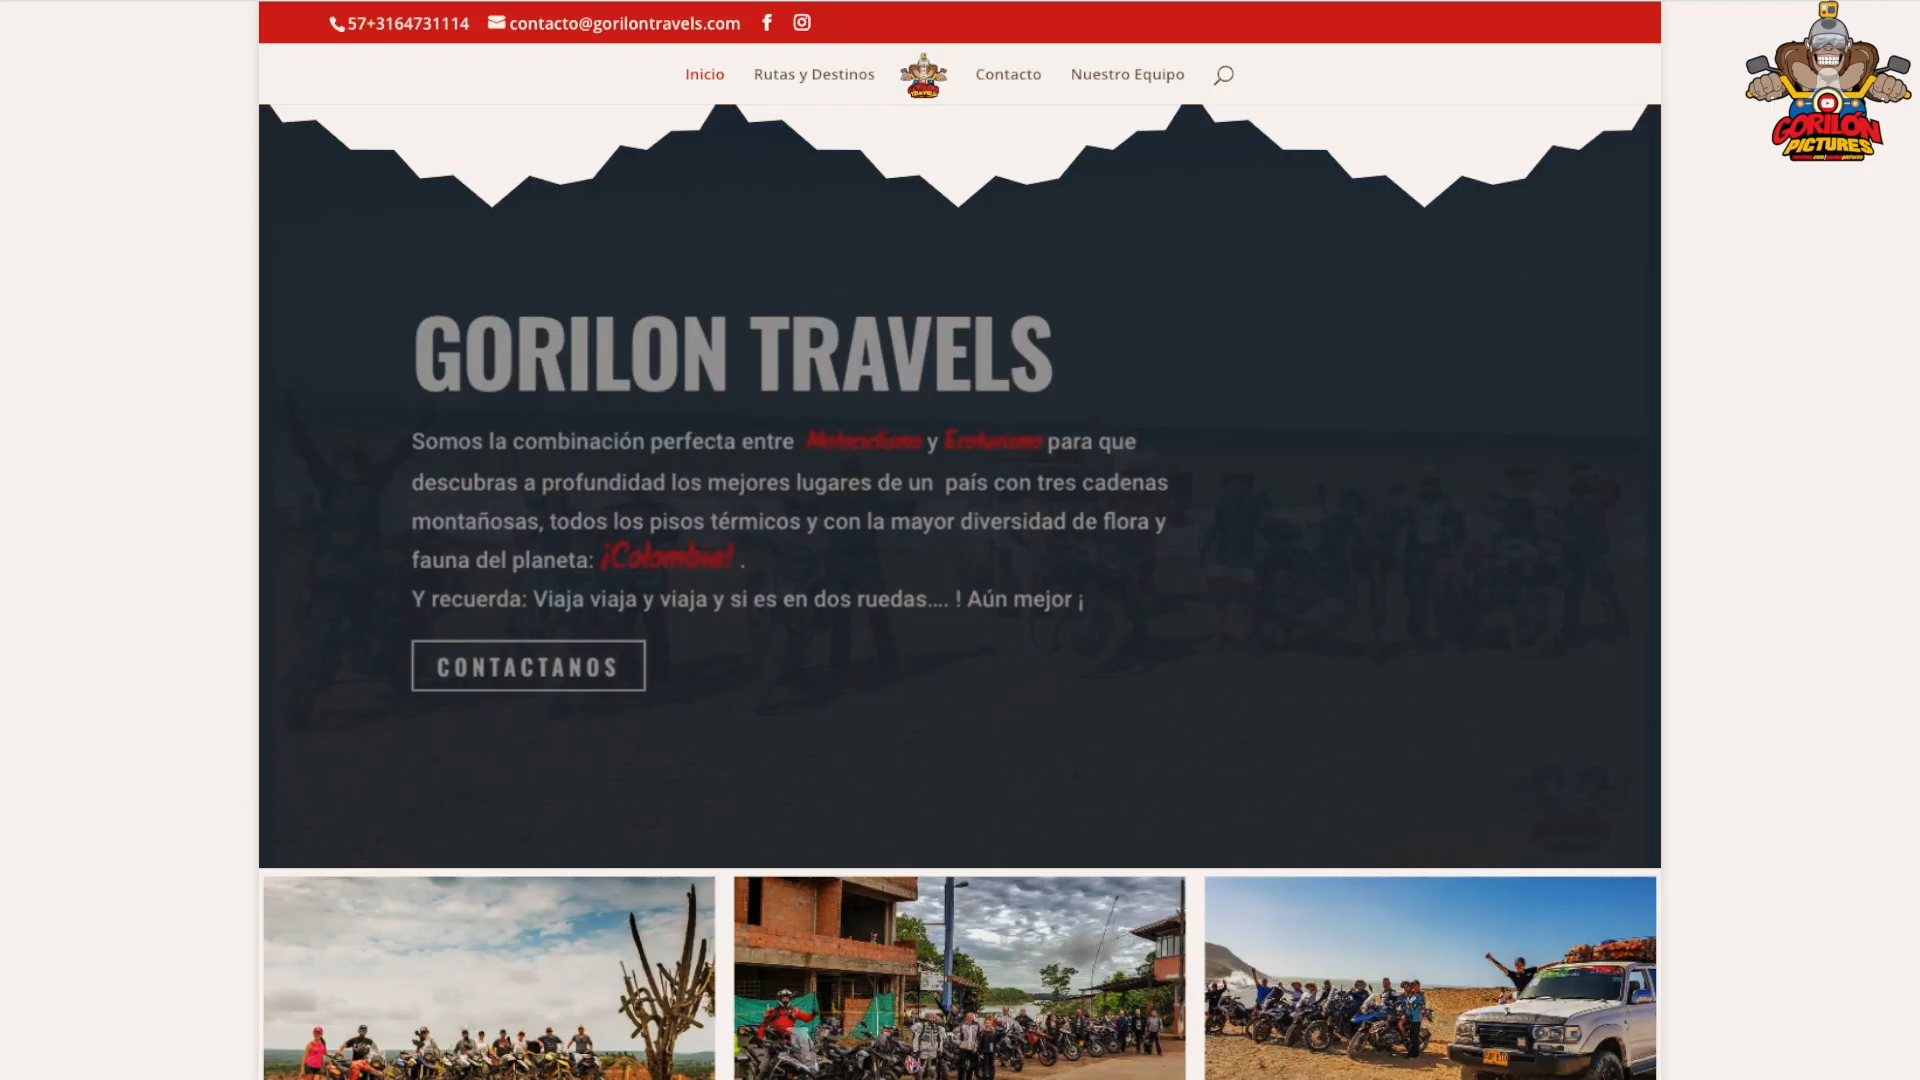 57+3164731114 contacto@gorilontravels.com
Inicio Rutas y Destinos Contacto Nuestro Equipo
GORILÓN
PICTURES
GORILON TRAVELS
Somos la combinación perfecta entre Motociclismo y Ecoturismo para que
descubras a profundidad los mejores lugares de un país con tres cadenas
montañosas, todos los pisos térmicos y con la mayor diversidad de flora y
fauna del planeta: ¡Colombia! .
Y recuerda: Viaja viaja y viaja y si es en dos ruedas.... ! Aún mejor ¡
CONTACTANOS